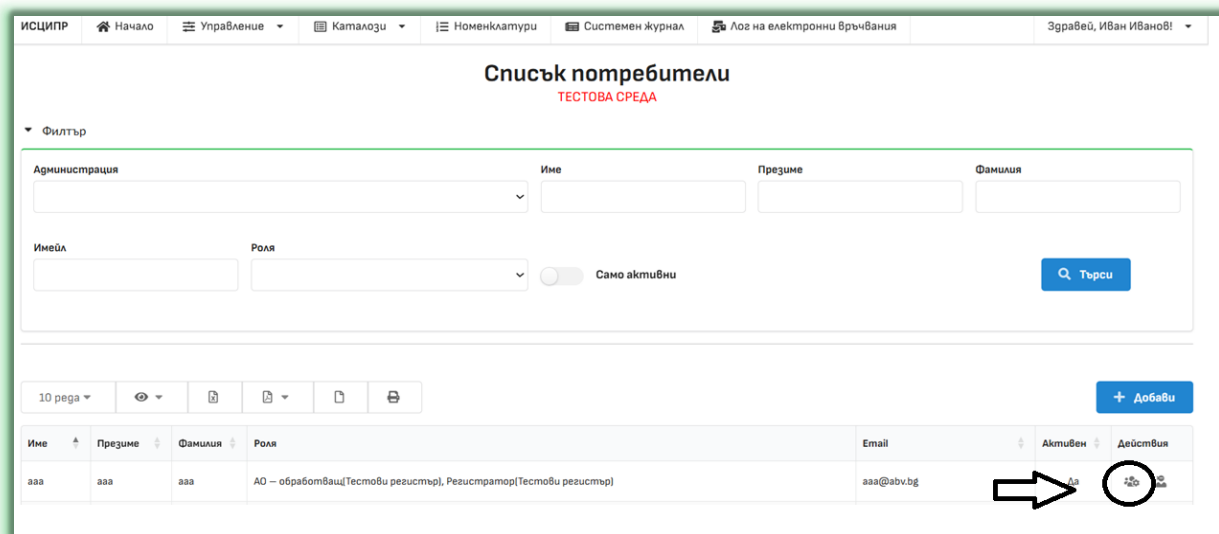 ИСЦИПР Начало Управление Каталози Номенклатури Системен журнал Лог на електронни връчвания Здравей, Иван Иванов!
Списък потребители
ТЕСТОВА СРЕДА
Филтър
Администрация Име Презиме Фамилия
Имейл Роля
Само активни Търси
10 реда Добави
Име Презиме Фамилия Роля Email Активен Действия
ааа ааа ааа АО – обработващ(Тестови регистър), Регистратор(Тестови регистър) aaa@abv.bg Да